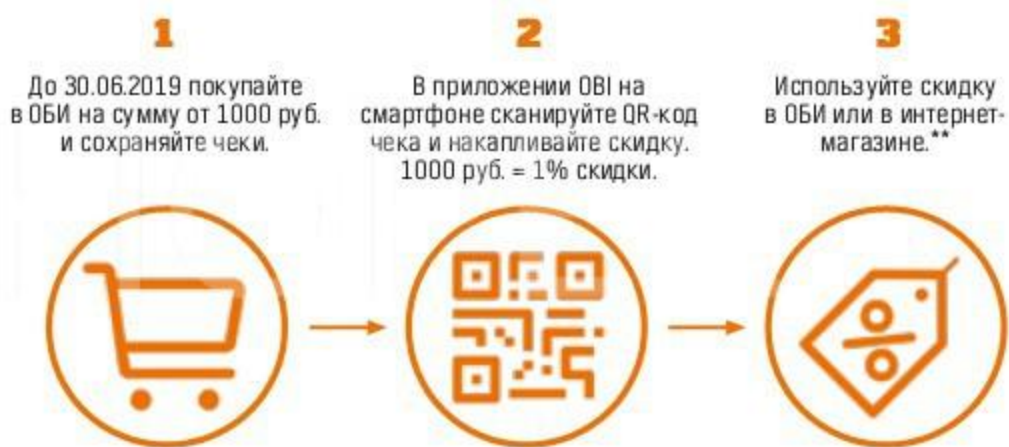 1
До 30.06.2019 покупайте
в ОБИ на сумму от 1000 руб.
и сохраняйте чеки.
2
В приложении OBI на
смартфоне сканируйте QR-код
чека и накапливайте скидку.
1000 руб. = 1% скидки.
3
Используйте скидку
в ОБИ или в интернет-
магазине.**